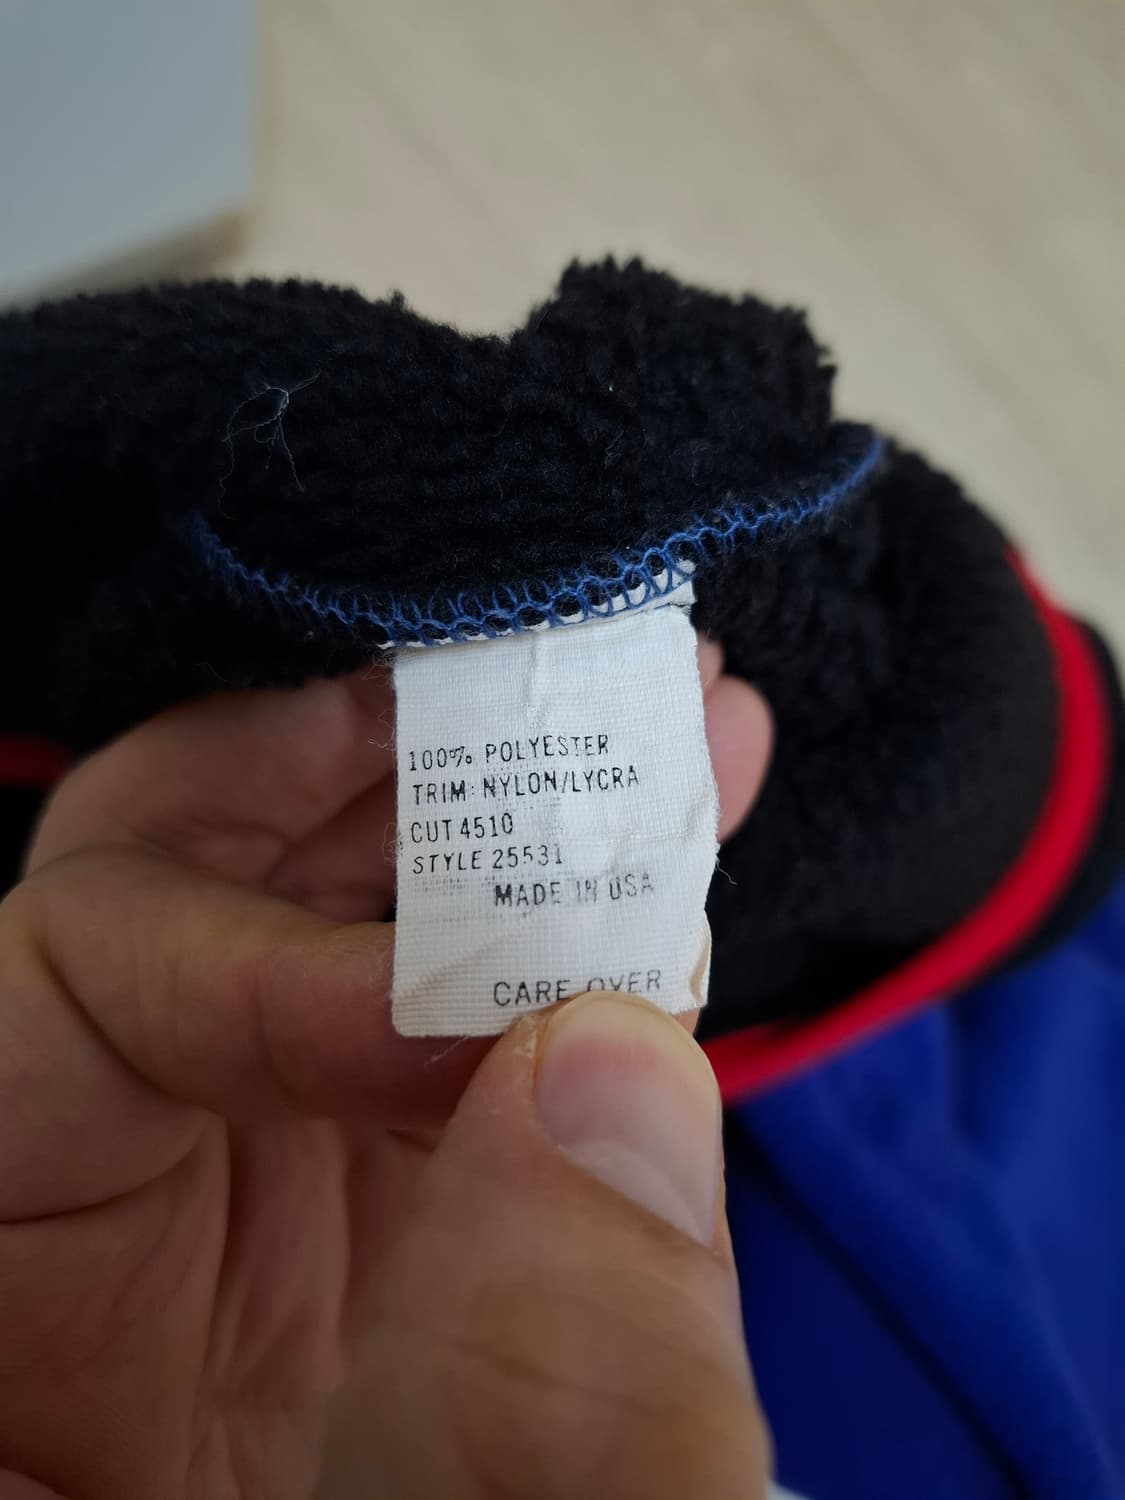 100% POLYESTER
TRIM: NYLON/LYCRA
CUT 4510
STYLE 25531
MADE IN USA
CARE OVER